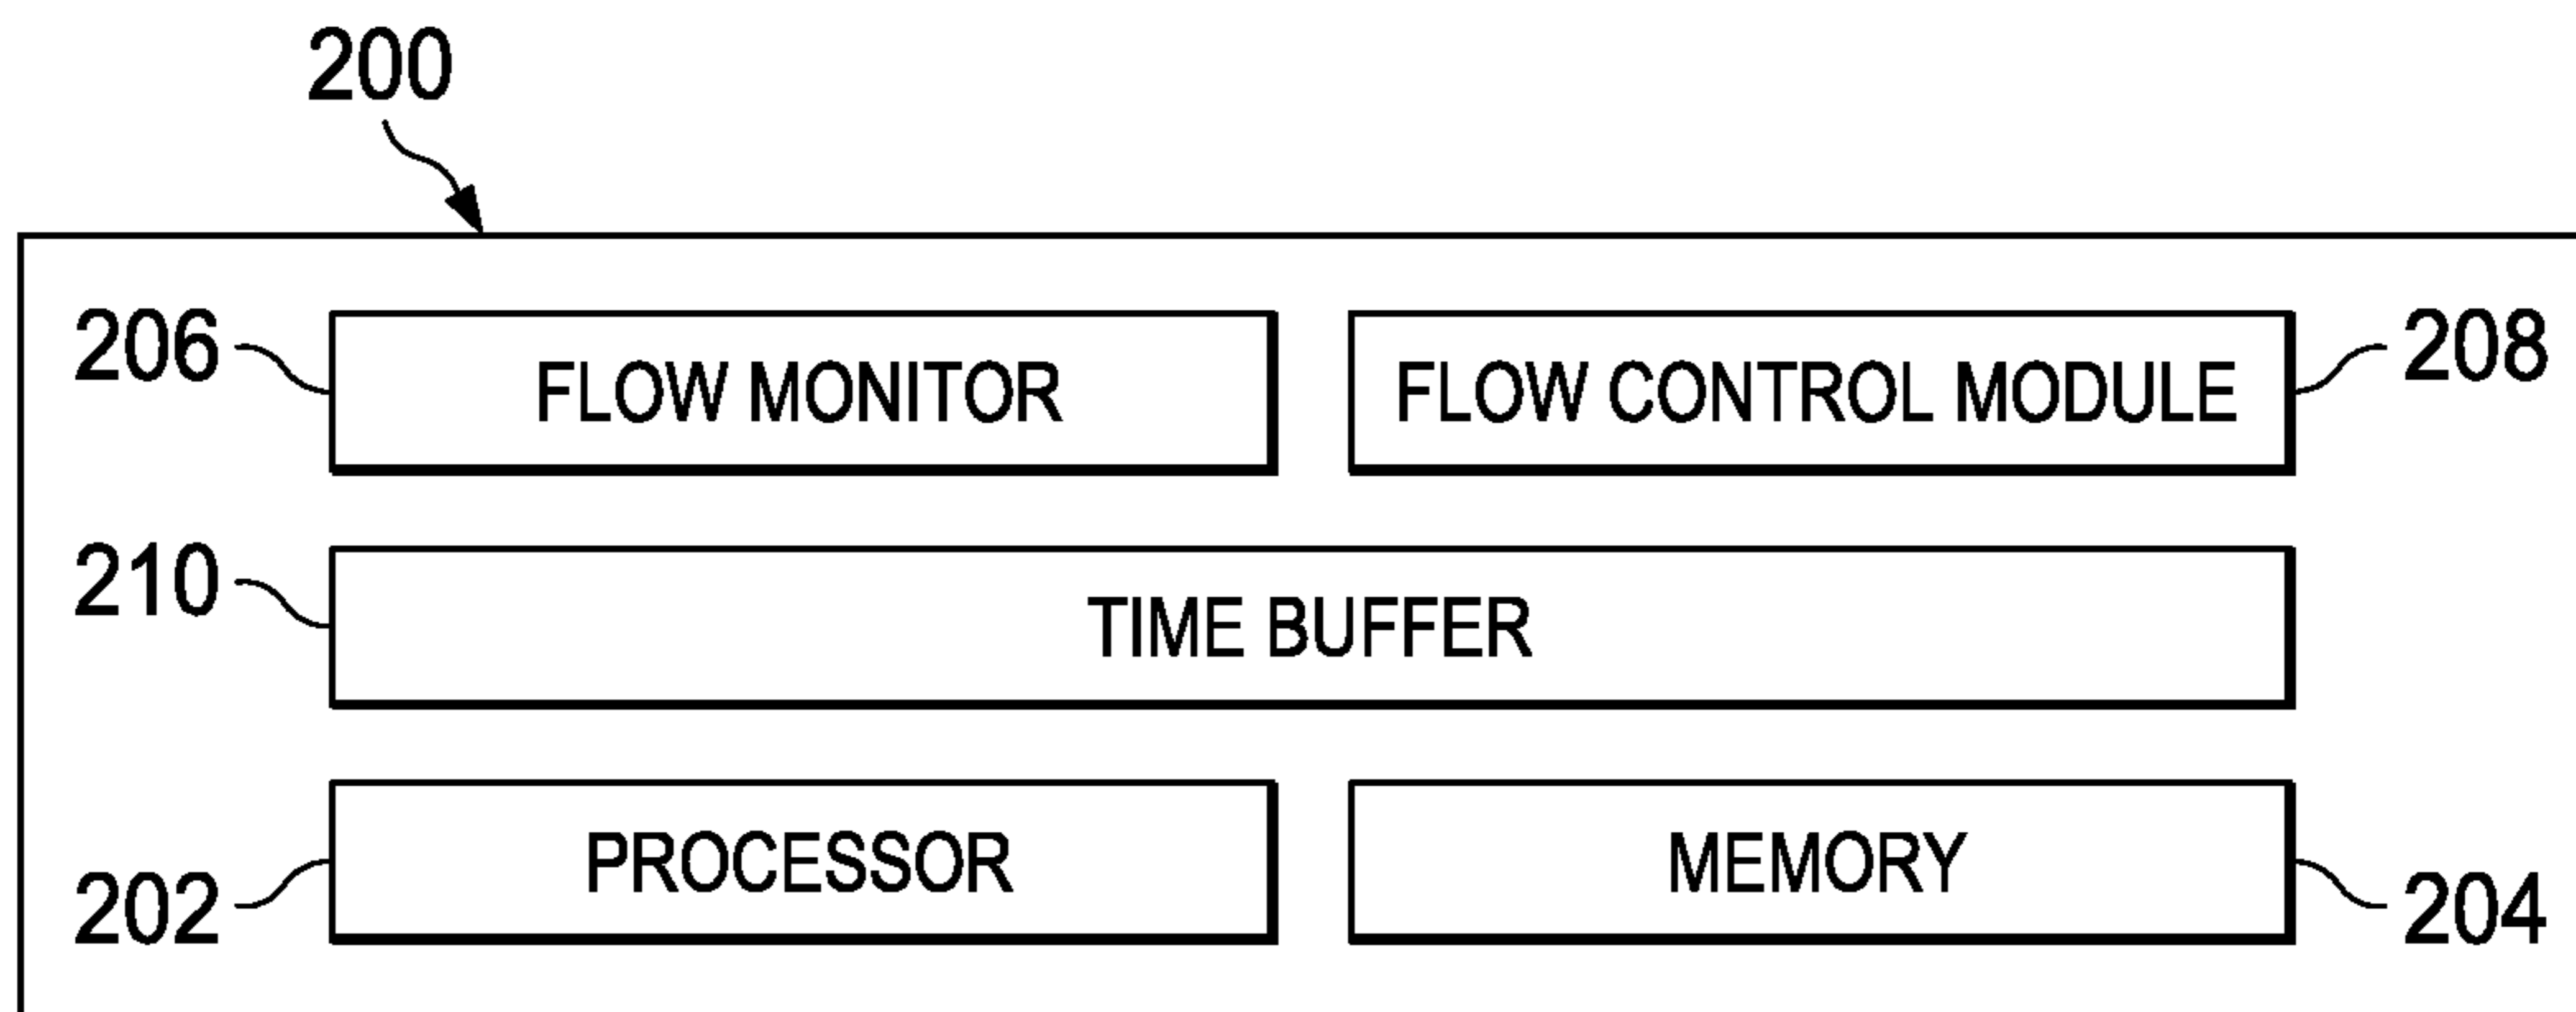 200
206 FLOW MONITOR FLOW CONTROL MODULE 208
210 TIME BUFFER
202 PROCESSOR MEMORY 204